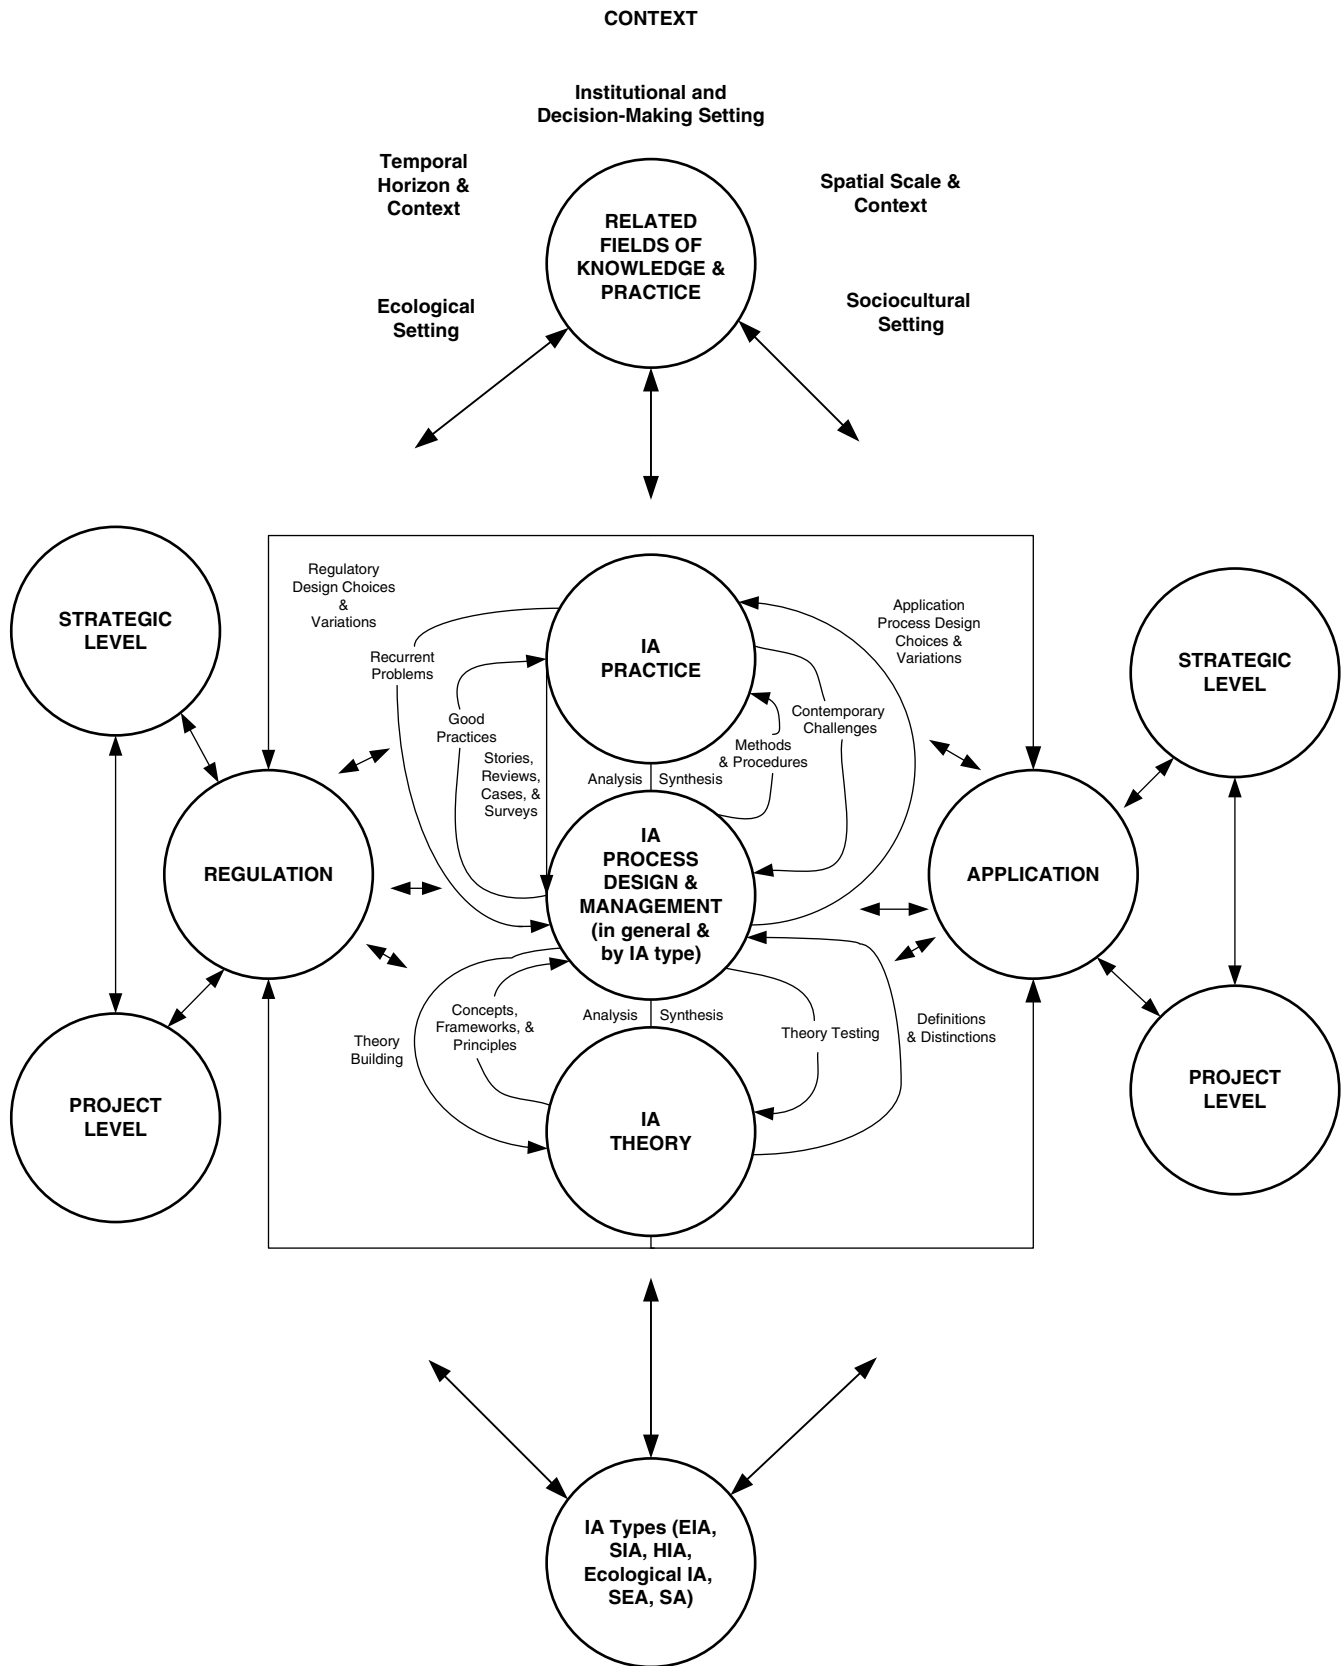 CONTEXT
Institutional and
Decision-Making Setting
Temporal
Horizon &
Context
Spatial Scale &
Context
RELATED
FIELDS OF
KNOWLEDGE &
PRACTICE
Ecological
Setting
Sociocultural
Setting
STRATEGIC
LEVEL
Regulatory
Design Choices
&
Variations
Recurrent
Problems
IA
PRACTICE
Application
Process Design
Choices &
Variations
STRATEGIC
LEVEL
Good
Practices
Stories,
Reviews,
Cases, &
Surveys
Contemporary
Challenges
Methods
& Procedures
Analysis
Synthesis
REGULATION
IA
PROCESS
DESIGN &
MANAGEMENT
(in general &
by IA type)
APPLICATION
Concepts,
Frameworks, &
Principles
Analysis
Synthesis
Theory
Building
Theory Testing
Definitions
& Distinctions
PROJECT
LEVEL
IA
THEORY
PROJECT
LEVEL
IA Types (EIA,
SIA, HIA,
Ecological IA,
SEA, SA)